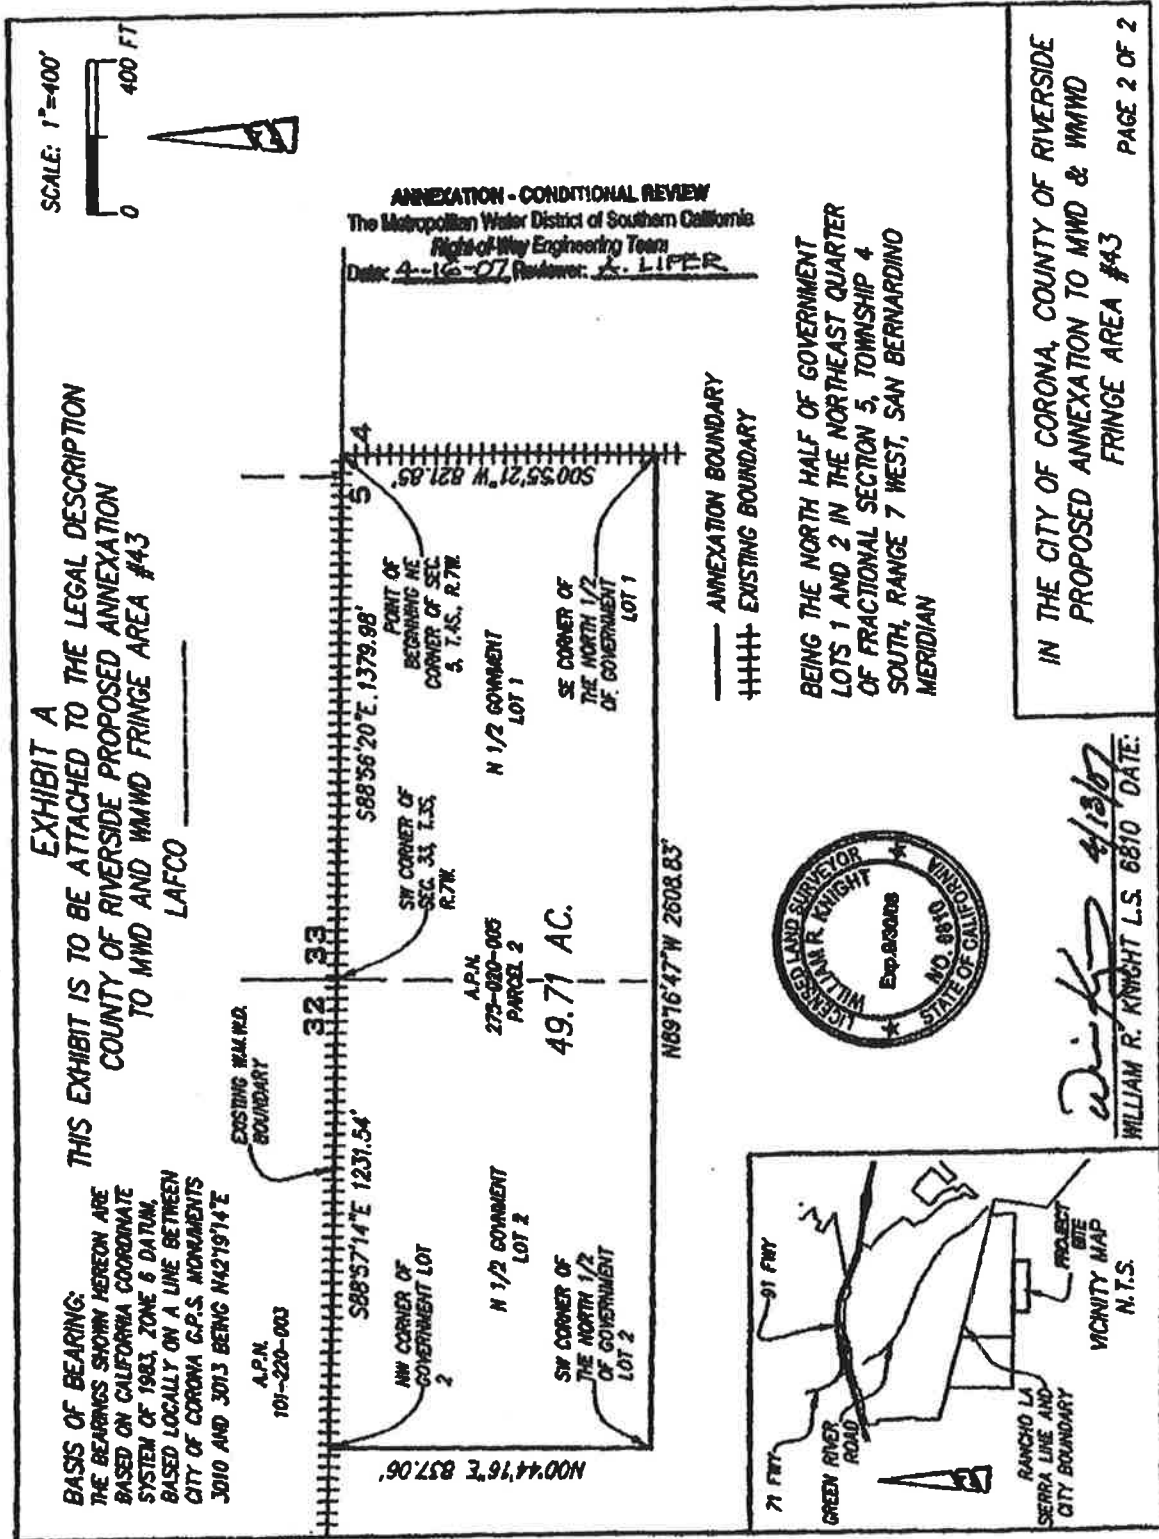 EXHIBIT A
THIS EXHIBIT IS TO BE ATTACHED TO THE LEGAL DESCRIPTION
COUNTY OF RIVERSIDE PROPOSED ANNEXATION
TO MWD AND WMWD FRINGE AREA #43
LAFCO
SCALE: 1"=400'
0
400 FT
BASIS OF BEARING:
THE BEARINGS SHOWN HEREON ARE
BASED ON CALIFORNIA COORDINATE
SYSTEM OF 1983, ZONE 6 DATUM,
BASED LOCALLY ON A LINE BETWEEN
CITY OF CORONA G.P.S. MONUMENTS
3010 AND 3013 BEING N42°19'14"E
A.P.N.
101-220-003
EXISTING W.M.W.D.
BOUNDARY
ANNEXATION - CONDITIONAL REVIEW
The Metropolitan Water District of Southern California
Right-of-Way Engineering Team
Date: 4-16-07 Reviewer: A. LIPER
32
33
5
4
S88°57'14"E 1231.54'
S88°56'20"E 1379.98'
NW CORNER OF
GOVERNMENT LOT
2
SW CORNER OF
SEC. 33, T.3S,
R.7W.
POINT OF
BEGINNING NE
CORNER OF SEC.
5, T.4S., R.7W.
N00°44'16"E 837.06'
S00°55'21"W 821.85'
N 1/2 GOVNMENT
LOT 2
A.P.N.
275-020-005
PARCEL 2
49.71 AC.
N 1/2 GOVNMENT
LOT 1
SW CORNER OF
THE NORTH 1/2
OF GOVERNMENT
LOT 2
SE CORNER OF
THE NORTH 1/2
OF GOVERNMENT
LOT 1
N89°16'47"W 2608.83'
ANNEXATION BOUNDARY
EXISTING BOUNDARY
BEING THE NORTH HALF OF GOVERNMENT
LOTS 1 AND 2 IN THE NORTHEAST QUARTER
OF FRACTIONAL SECTION 5, TOWNSHIP 4
SOUTH, RANGE 7 WEST, SAN BERNARDINO
MERIDIAN
71 FWY
91 FWY
GREEN RIVER
ROAD
RANCHO LA
SIERRA LINE AND
CITY BOUNDARY
PROJECT
SITE
VICINITY MAP
N.T.S.
LICENSED LAND SURVEYOR
WILLIAM R. KNIGHT
Exp.9/30/08
NO. 6810
STATE OF CALIFORNIA
4/13/07
WILLIAM R. KNIGHT L.S. 6810 DATE:
IN THE CITY OF CORONA, COUNTY OF RIVERSIDE
PROPOSED ANNEXATION TO MWD & WMWD
FRINGE AREA #43
PAGE 2 OF 2